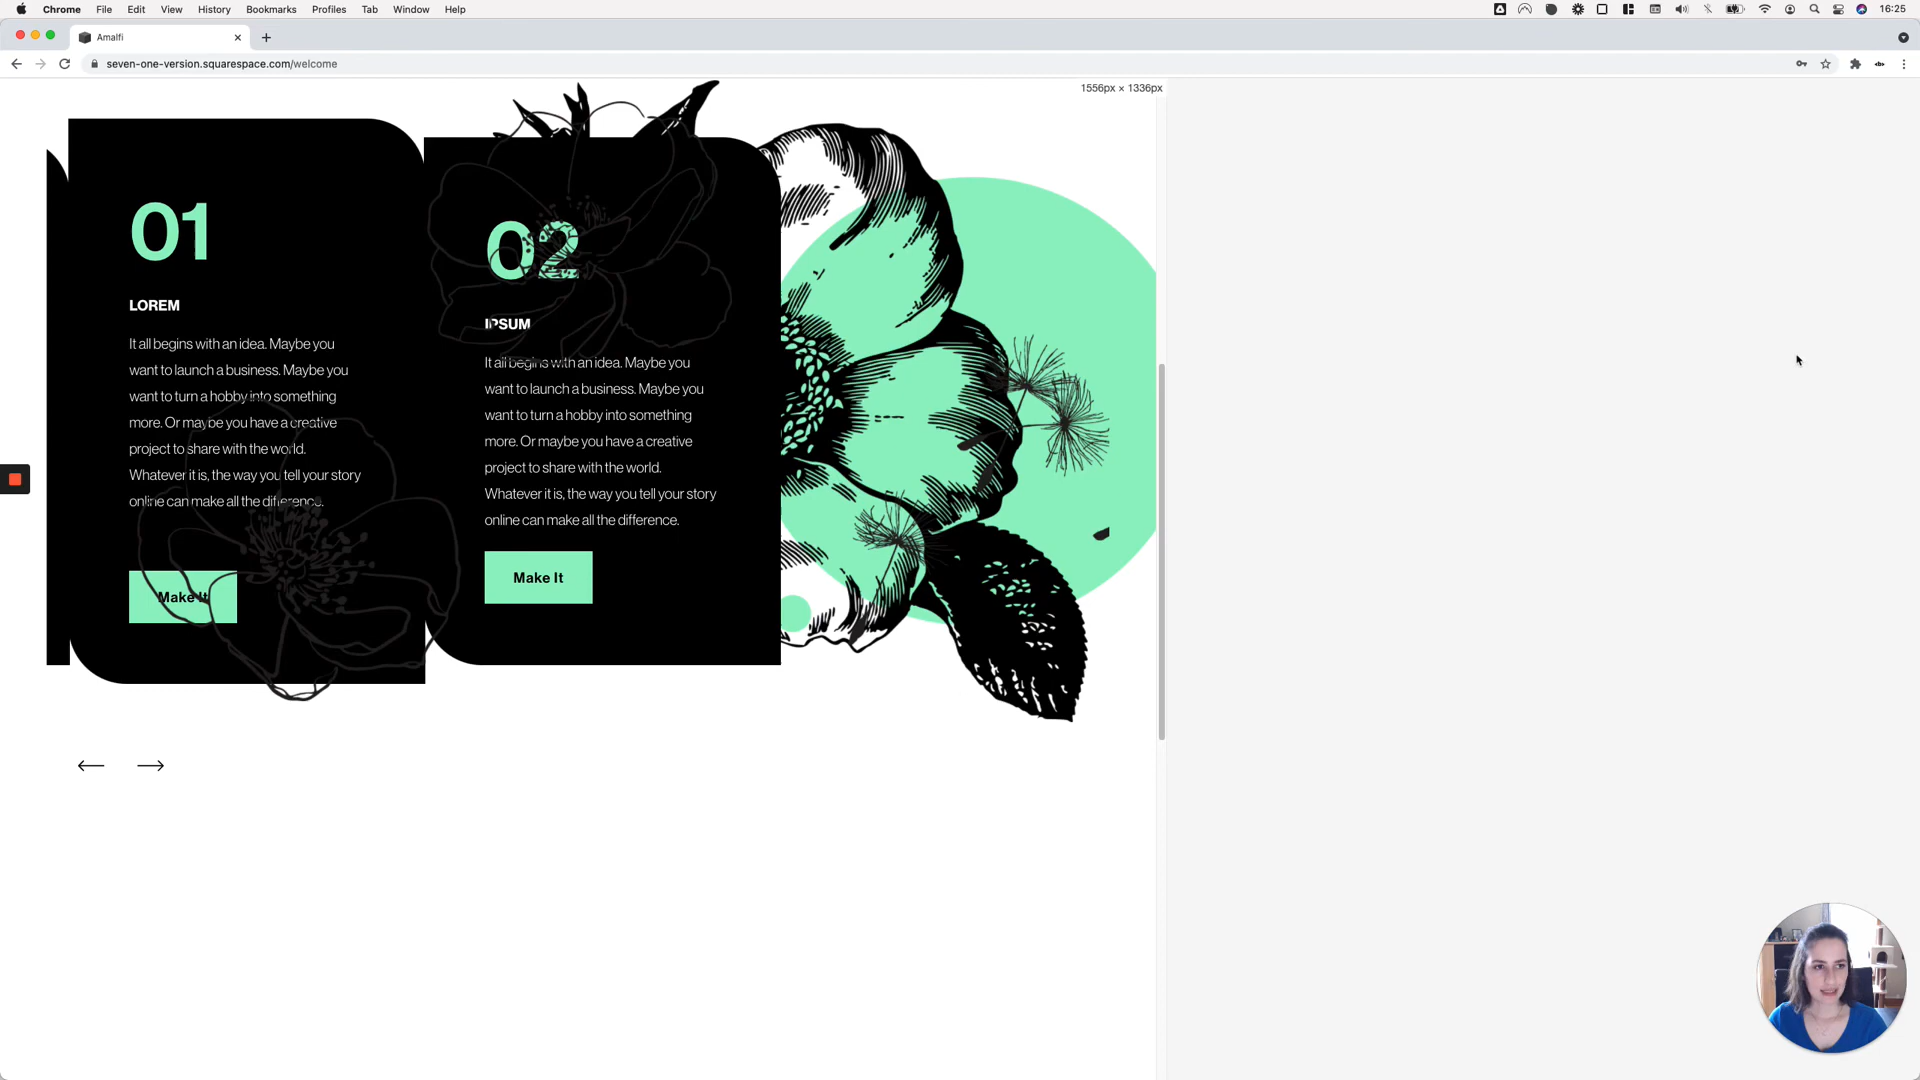 Chrome File Edit View History Bookmarks Profiles Tab Window Help 16:25
Amalfi
seven-one-version.squarespace.com/welcome
1556px × 1336px
01
LOREM
It all begins with an idea. Maybe you
want to launch a business. Maybe you
want to turn a hobby into something
more. Or maybe you have a creative
project to share with the world.
Whatever it is, the way you tell your story
online can make all the difference.
Make It
02
IPSUM
It all begins with an idea. Maybe you
want to launch a business. Maybe you
want to turn a hobby into something
more. Or maybe you have a creative
project to share with the world.
Whatever it is, the way you tell your story
online can make all the difference.
Make It